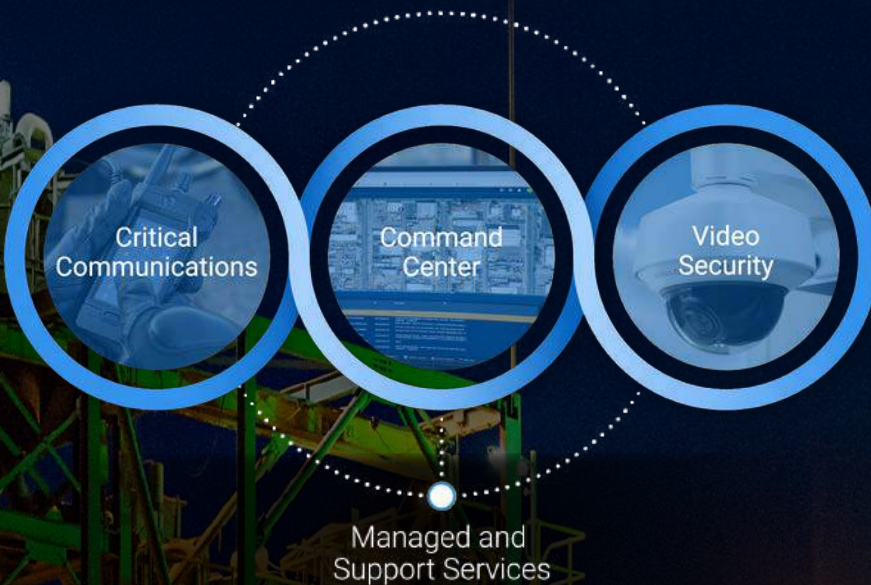 Critical
Communications
Command
Center
Video
Security
Managed and
Support Services